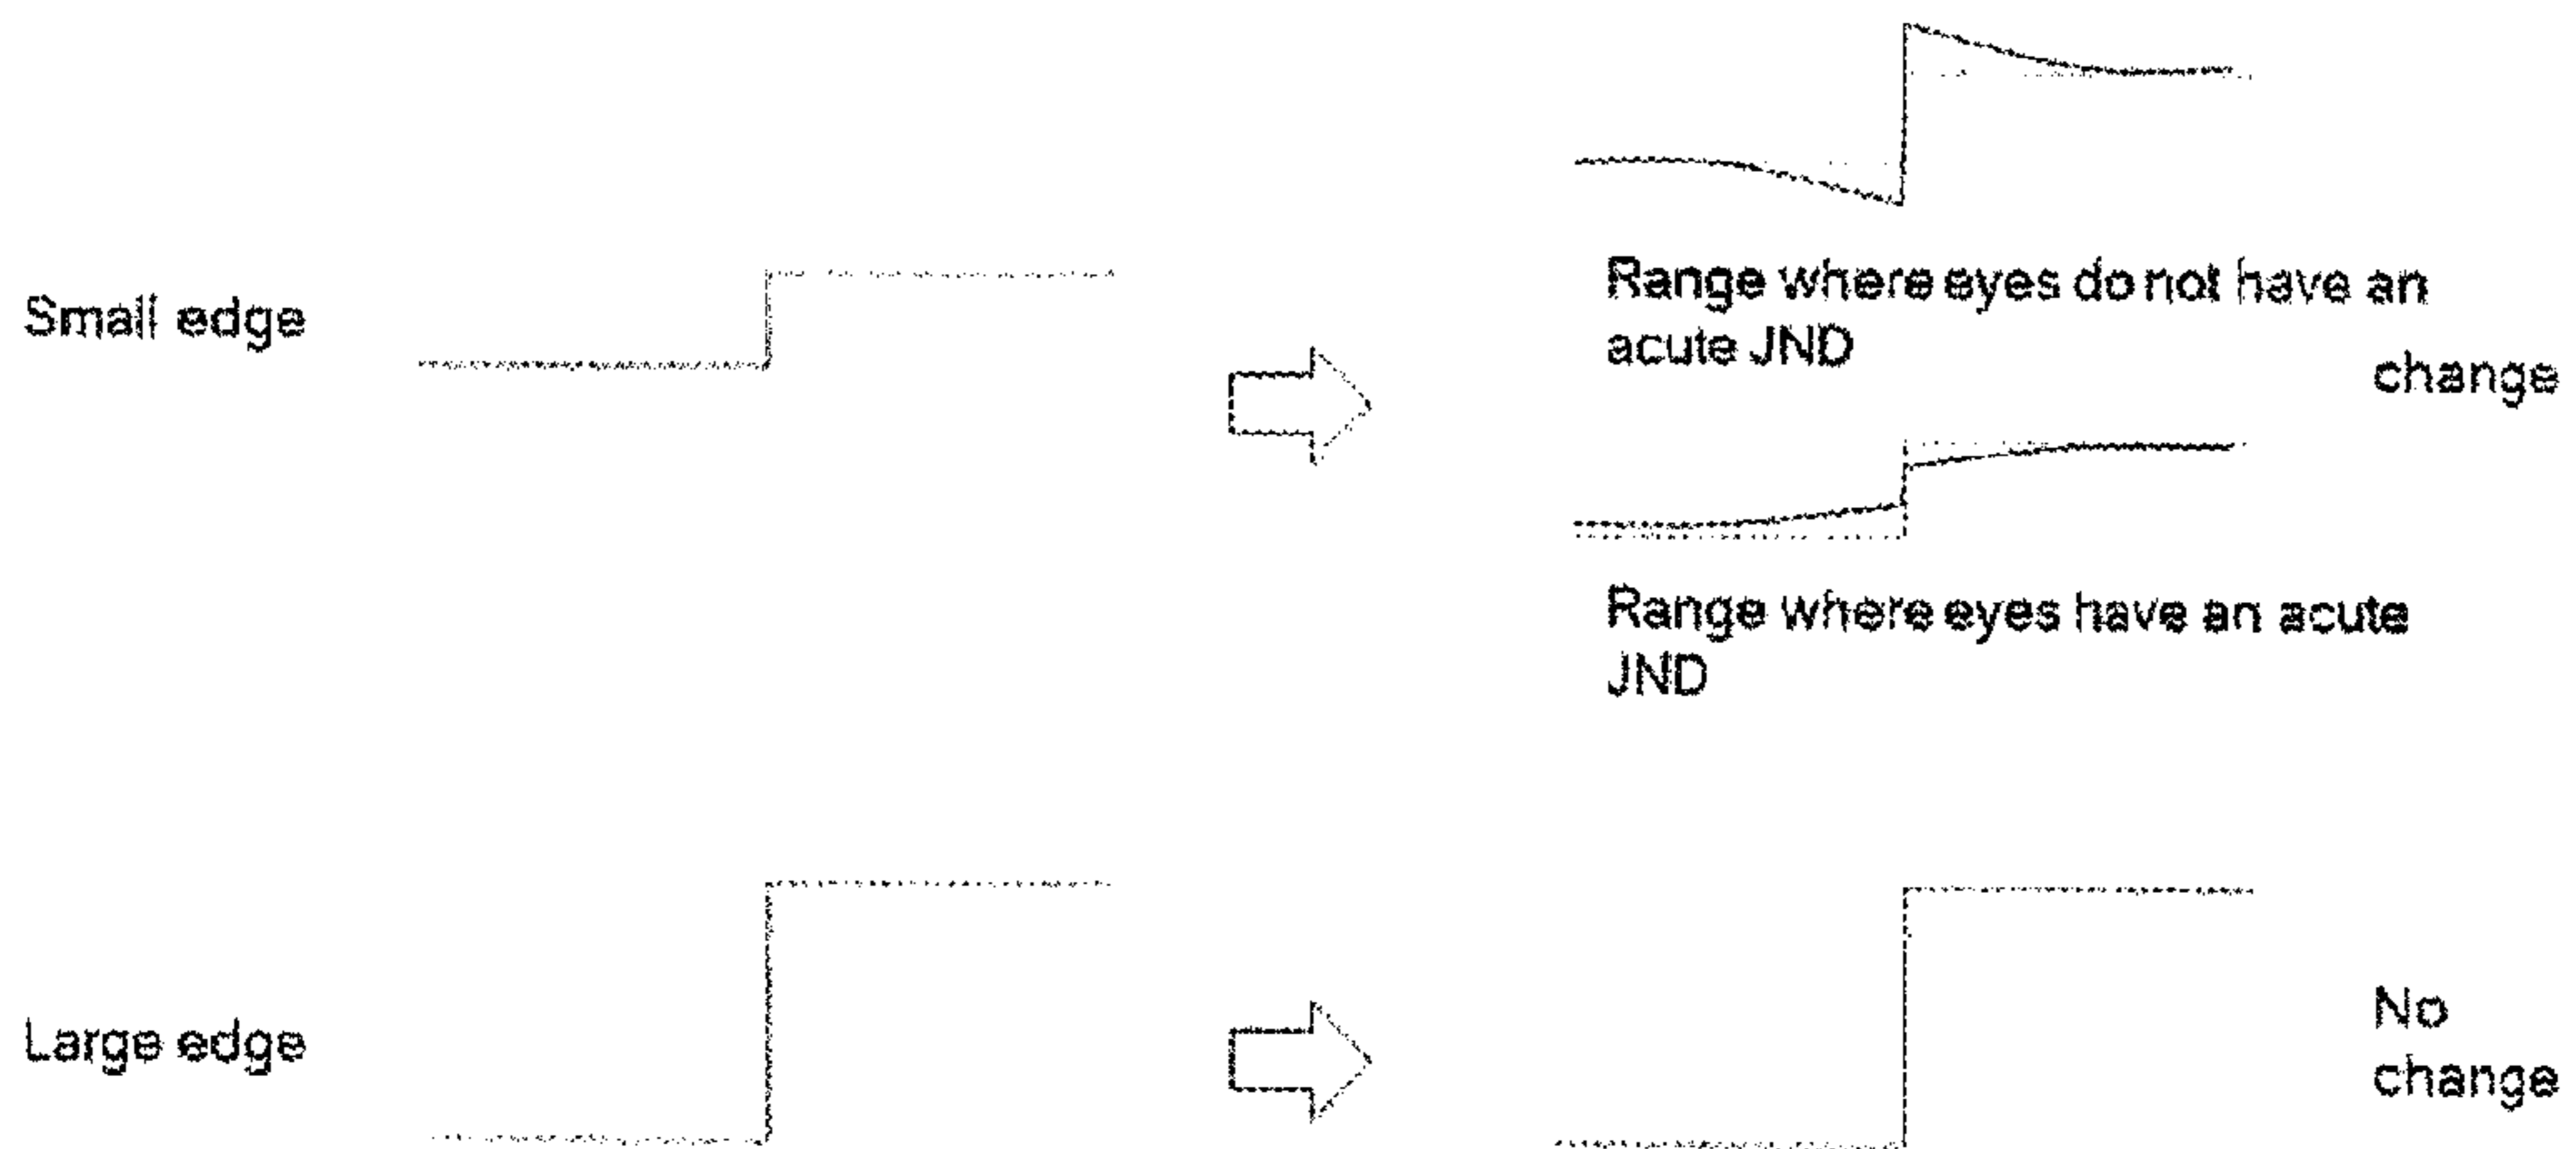 Small edge
Range where eyes do not have an
acute JND
change
Range where eyes have an acute
JND
Large edge
No
change